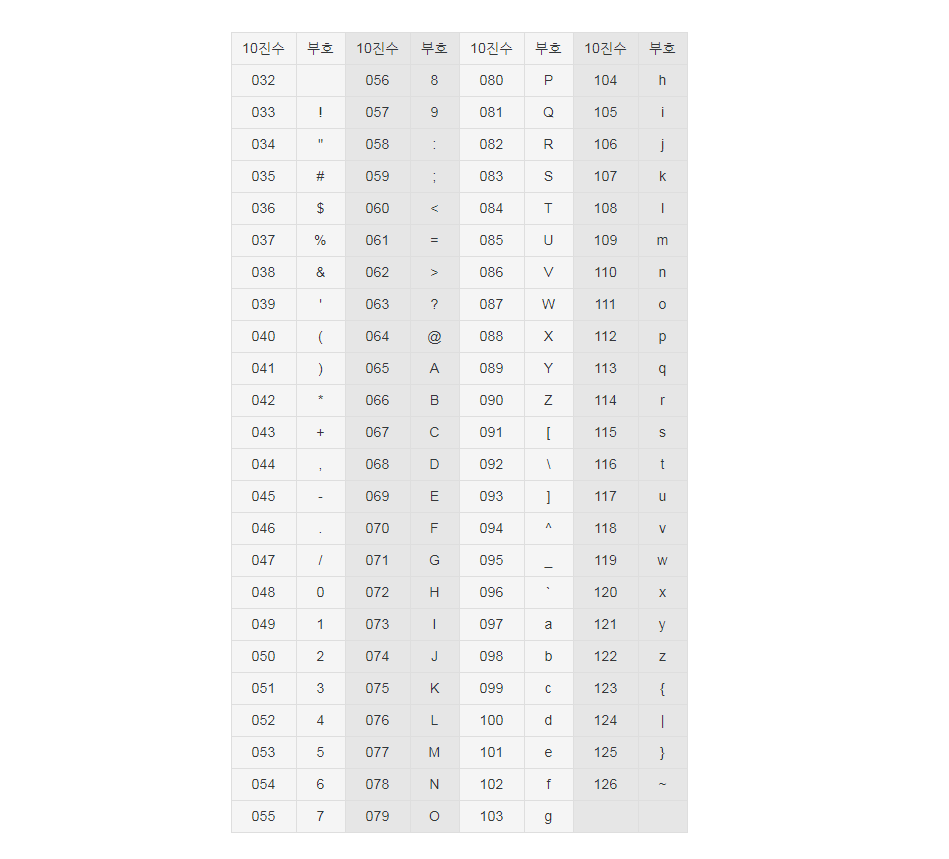 10진수 부호 10진수 부호 10진수 부호 10진수 부호
032 056 8 080 P 104 h
033 ! 057 9 081 Q 105 i
034 " 058 : 082 R 106 j
035 # 059 ; 083 S 107 k
036 $ 060 < 084 T 108 l
037 % 061 = 085 U 109 m
038 & 062 > 086 V 110 n
039 ' 063 ? 087 W 111 o
040 ( 064 @ 088 X 112 p
041 ) 065 A 089 Y 113 q
042 * 066 B 090 Z 114 r
043 + 067 C 091 [ 115 s
044 , 068 D 092 \ 116 t
045 - 069 E 093 ] 117 u
046 . 070 F 094 ^ 118 v
047 / 071 G 095 _ 119 w
048 0 072 H 096 ` 120 x
049 1 073 I 097 a 121 y
050 2 074 J 098 b 122 z
051 3 075 K 099 c 123 {
052 4 076 L 100 d 124 |
053 5 077 M 101 e 125 }
054 6 078 N 102 f 126 ~
055 7 079 O 103 g